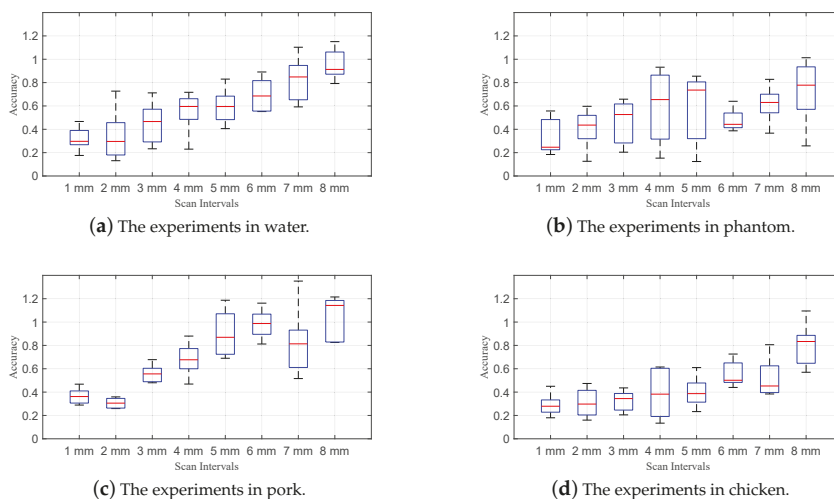 1.2
1
0.8
0.6
0.4
0.2
0
Accuracy
1 mm 2 mm 3 mm 4 mm 5 mm 6 mm 7 mm 8 mm
Scan Intervals
(a) The experiments in water.
1.2
1
0.8
0.6
0.4
0.2
0
Accuracy
1 mm 2 mm 3 mm 4 mm 5 mm 6 mm 7 mm 8 mm
Scan Intervals
(b) The experiments in phantom.
1.2
1
0.8
0.6
0.4
0.2
0
Accuracy
1 mm 2 mm 3 mm 4 mm 5 mm 6 mm 7 mm 8 mm
Scan Intervals
(c) The experiments in pork.
1.2
1
0.8
0.6
0.4
0.2
0
Accuracy
1 mm 2 mm 3 mm 4 mm 5 mm 6 mm 7 mm 8 mm
Scan Intervals
(d) The experiments in chicken.